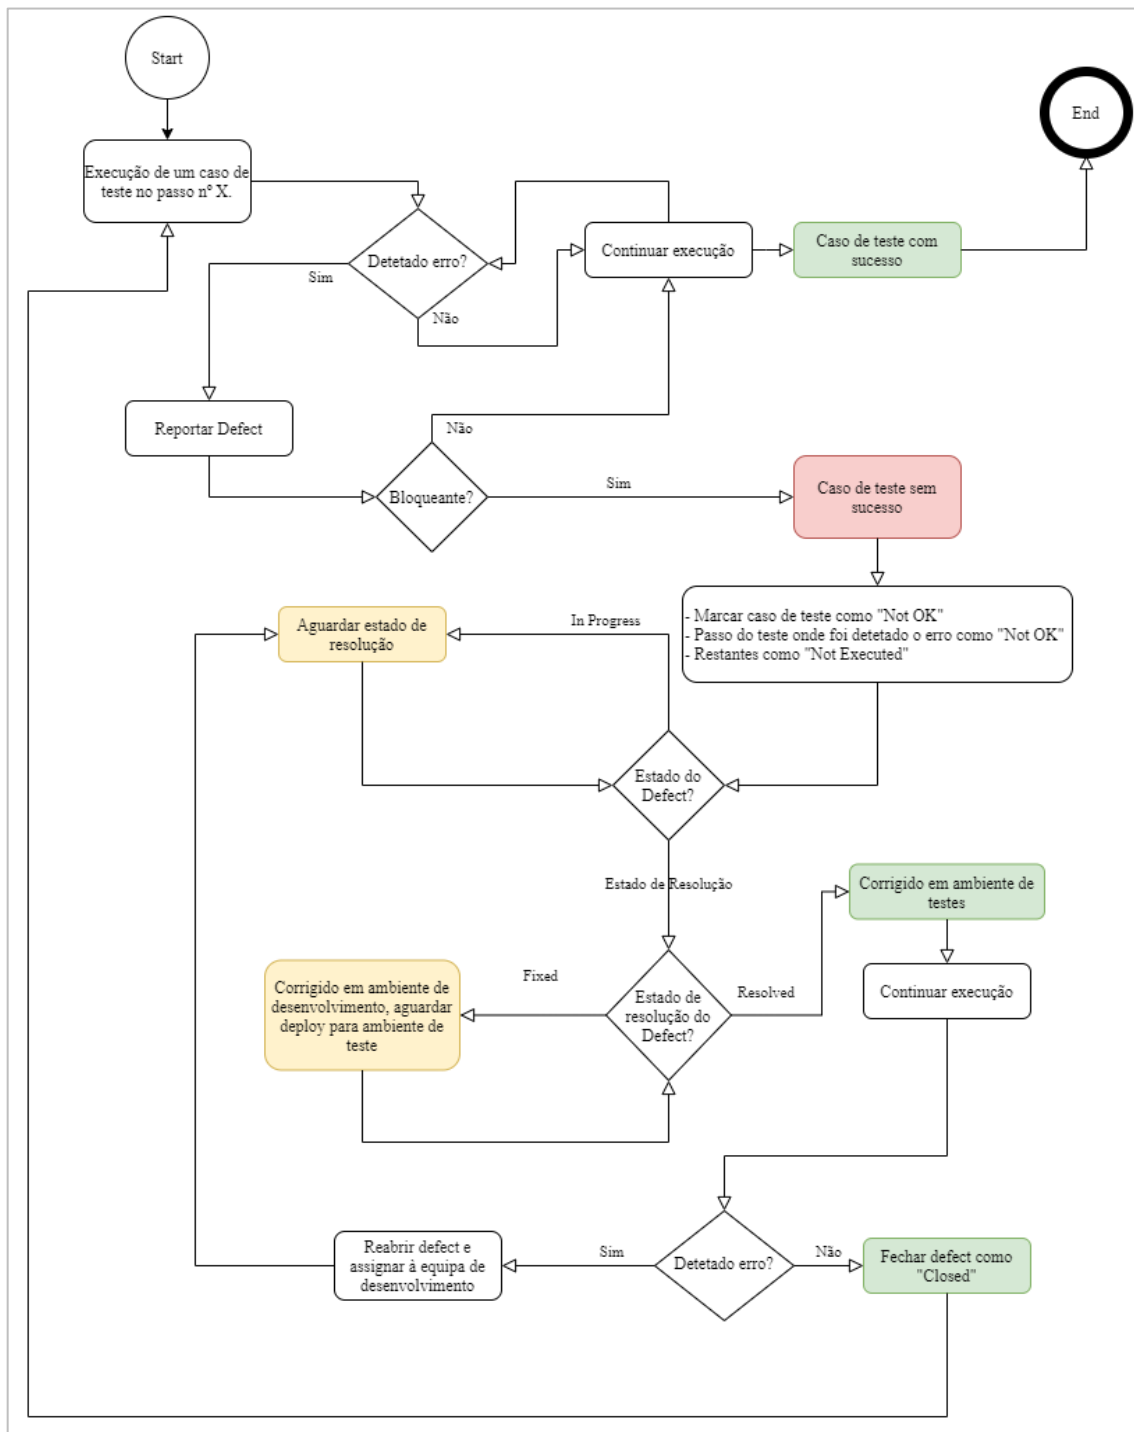 Start
End
Execução de um caso de
teste no passo nº X.
Detetado erro?
Continuar execução
Caso de teste com
sucesso
Sim
Não
Reportar Defect
Não
Bloqueante?
Sim
Caso de teste sem
sucesso
- Marcar caso de teste como "Not OK"
- Passo do teste onde foi detetado o erro como "Not OK"
- Restantes como "Not Executed"
Aguardar estado de
resolução
In Progress
Estado do
Defect?
Estado de Resolução
Corrigido em ambiente de
testes
Fixed
Resolved
Corrigido em ambiente de
desenvolvimento, aguardar
deploy para ambiente de
teste
Estado de
resolução do
Defect?
Continuar execução
Reabrir defect e
assignar à equipa de
desenvolvimento
Sim
Detetado erro?
Não
Fechar defect como
"Closed"